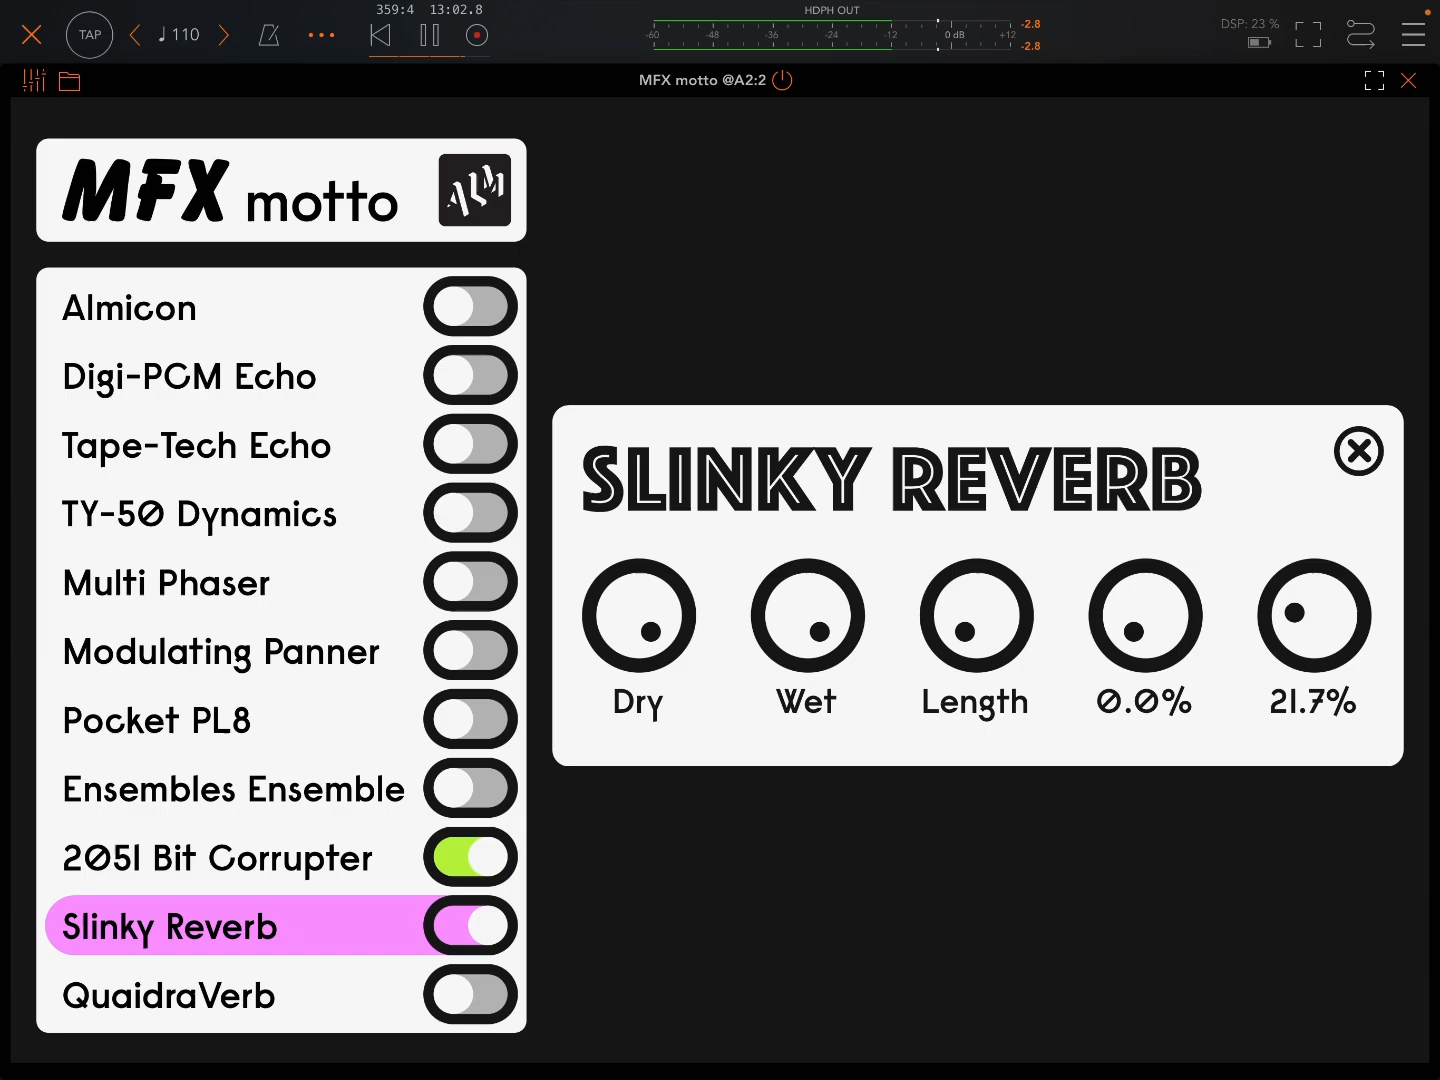 359:4 13:02.8
HDPH OUT
TAP
110
-60 -48 -36 -24 -12 0 dB +12
-2.8
-2.8
DSP: 23 %
MFX motto @A2:2
MFX motto
ALM
Almicon
Digi-PCM Echo
Tape-Tech Echo
TY-50 Dynamics
Multi Phaser
Modulating Panner
Pocket PL8
Ensembles Ensemble
2051 Bit Corrupter
Slinky Reverb
QuaidraVerb
SLINKY REVERB
Dry Wet Length 0.0% 21.7%